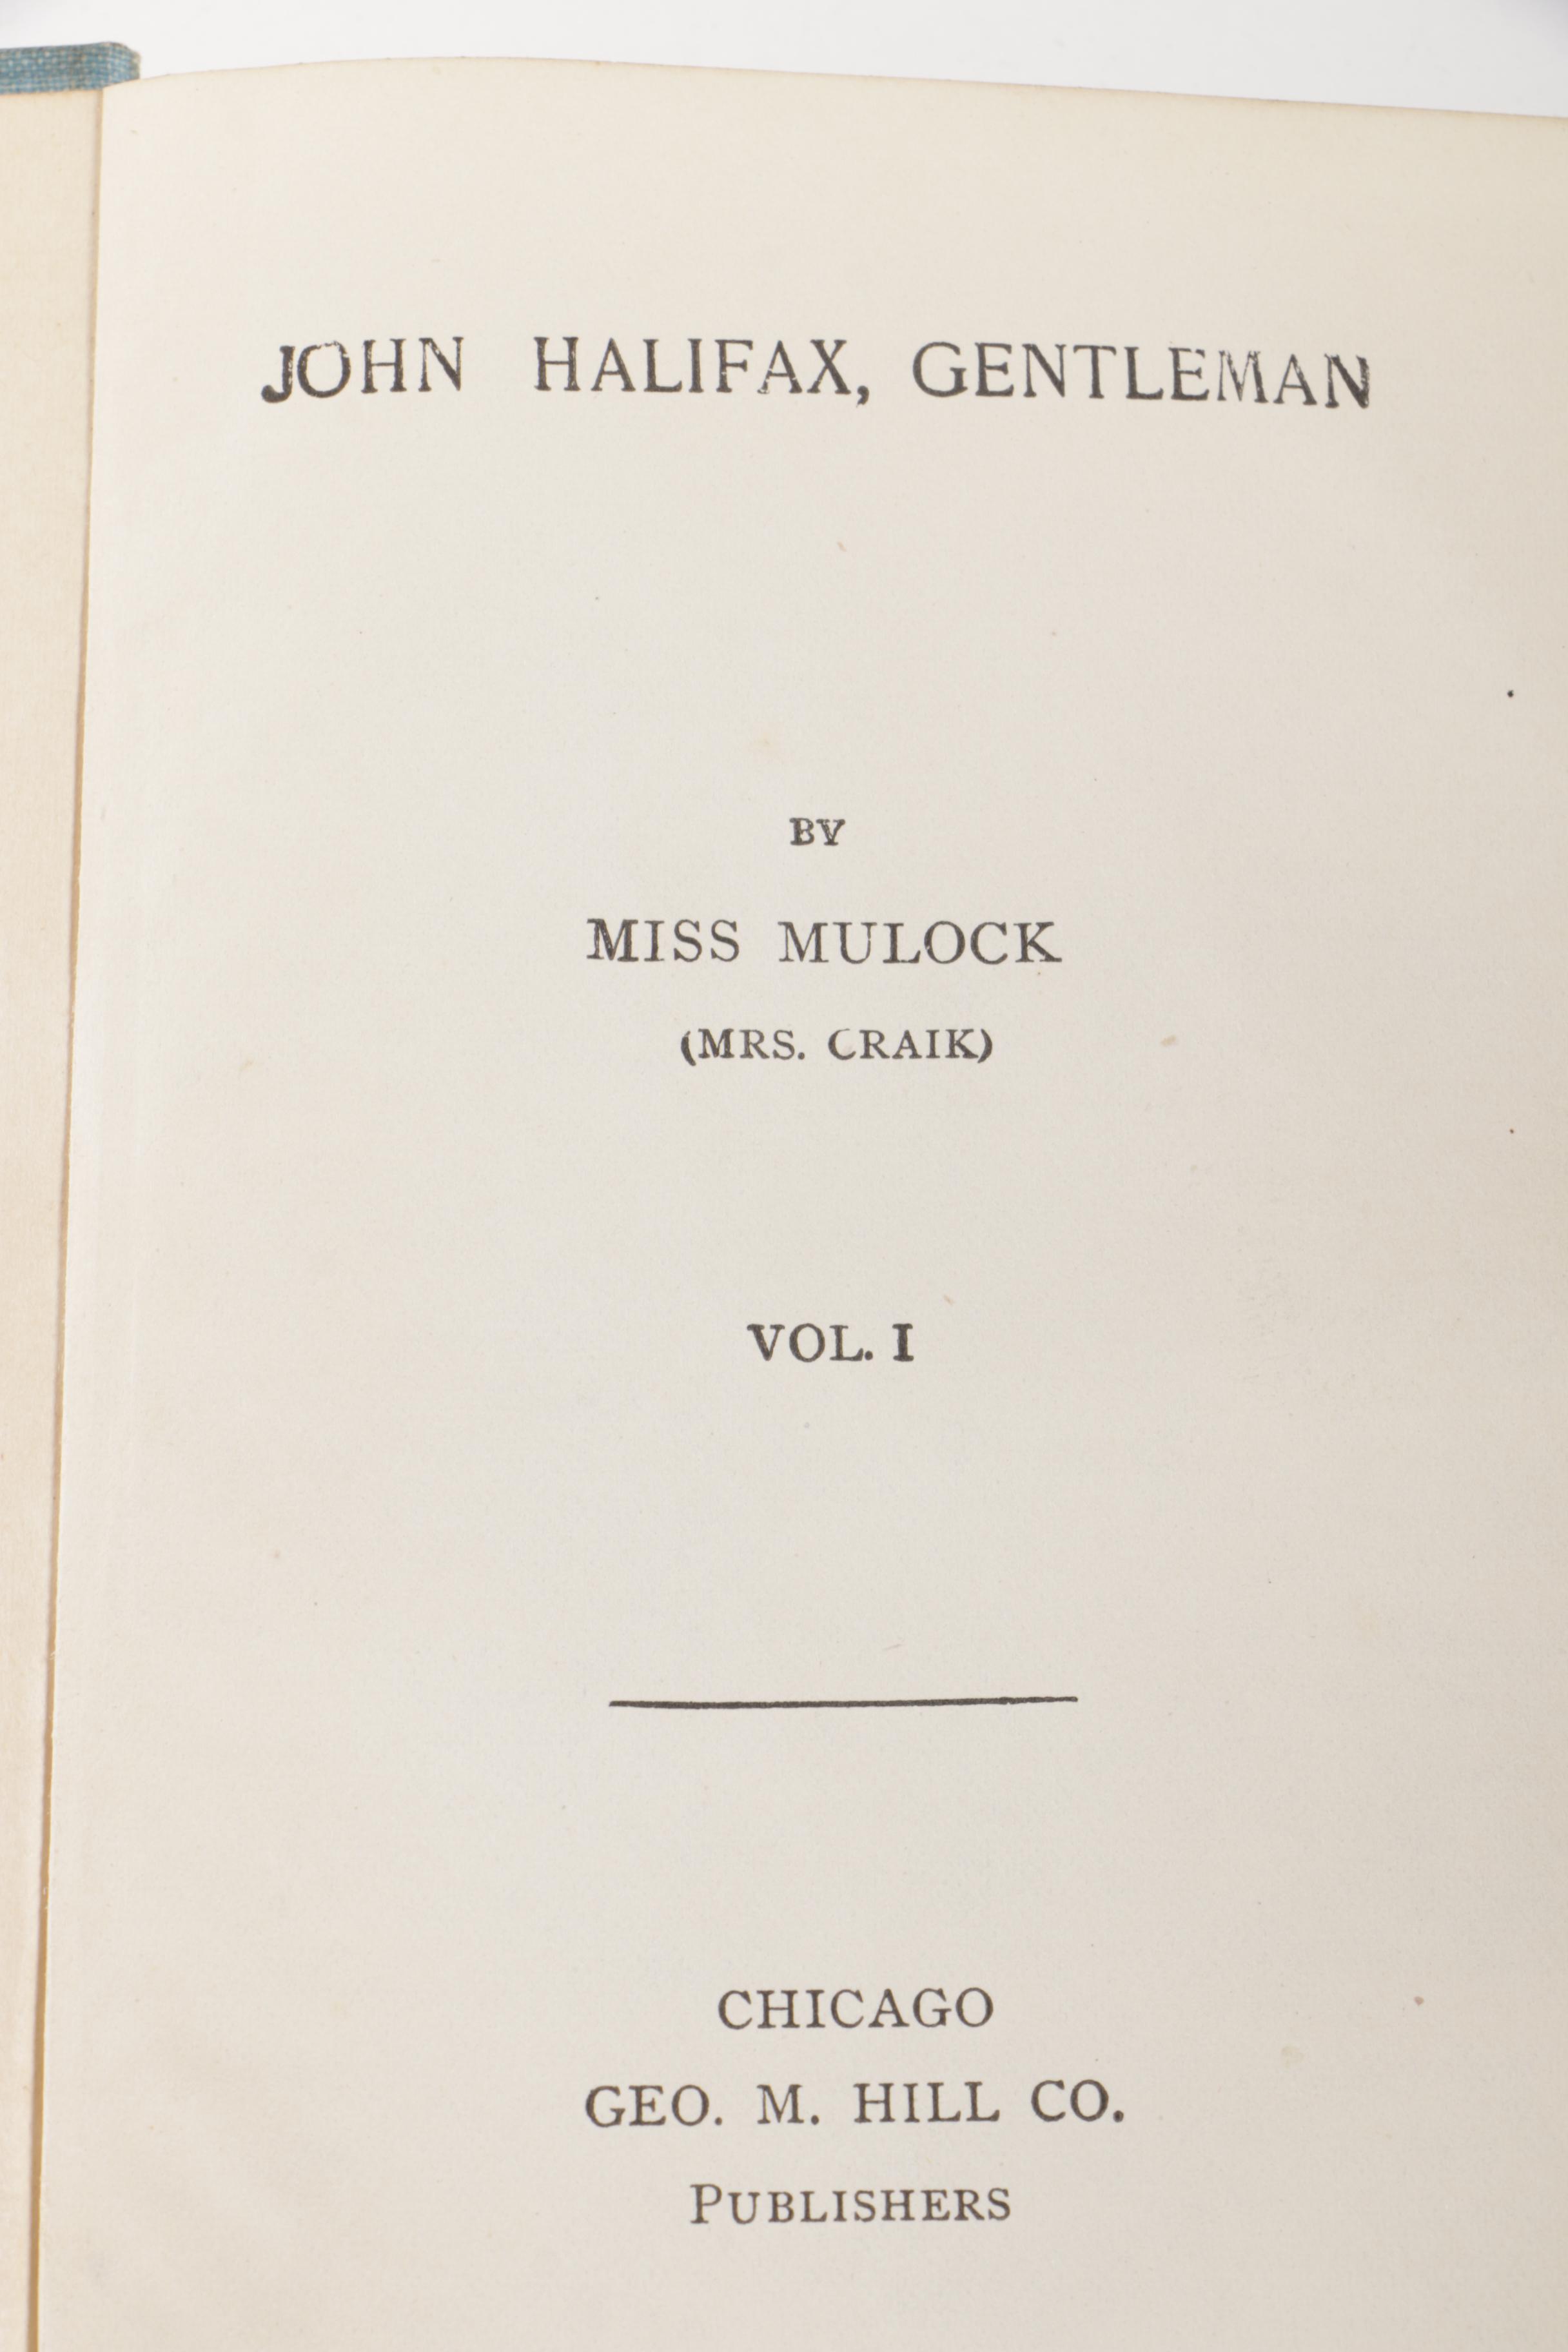 JOHN HALIFAX, GENTLEMAN
BY
MISS MULOCK
(MRS. CRAIK)
VOL. I
CHICAGO
GEO. M. HILL CO.
PUBLISHERS